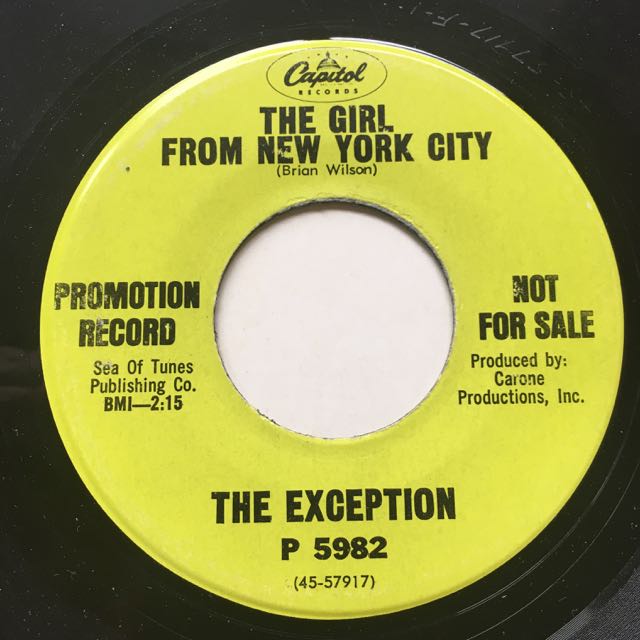 Capitol
RECORDS
THE GIRL
FROM NEW YORK CITY
(Brian Wilson)
PROMOTION
RECORD
Sea Of Tunes
Publishing Co.
BMI—2:15
NOT
FOR SALE
Produced by:
Carone
Productions, Inc.
THE EXCEPTION
P 5982
(45-57917)